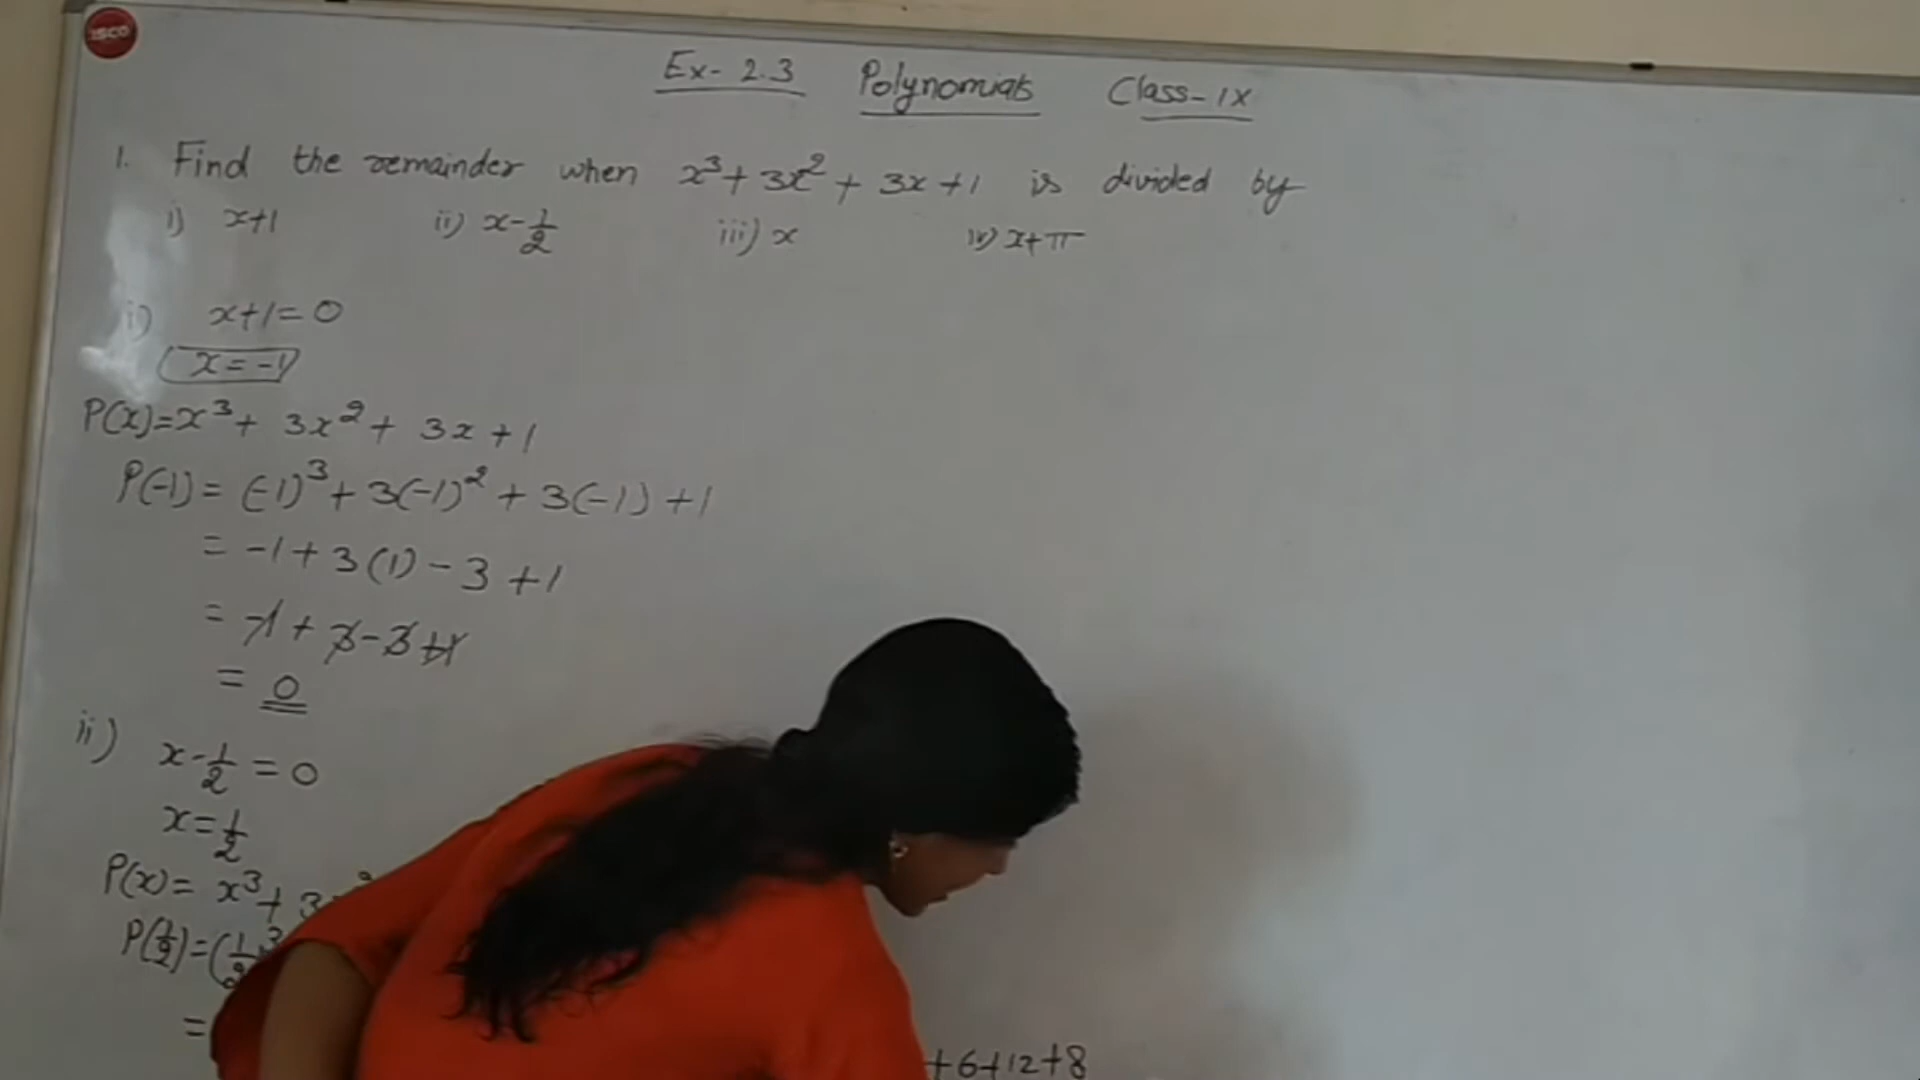 ISCO
Ex- 2.3 Polynomials Class-IX
1. Find the remainder when x³ + 3x² + 3x + 1 is divided by
i) x+1 ii) x-1/2 iii) x iv) x+π
i) x+1=0
x=-1
P(x)=x³+ 3x²+ 3x+1
P(-1)= (-1)³+ 3(-1)² + 3(-1) +1
= -1+3(1)-3+1
= -1+3-3+1
= 0
ii) x-1/2 = 0
x=1/2
P(x)= x³+3
P(1/2)=(1/2)³
=
+6+12+8